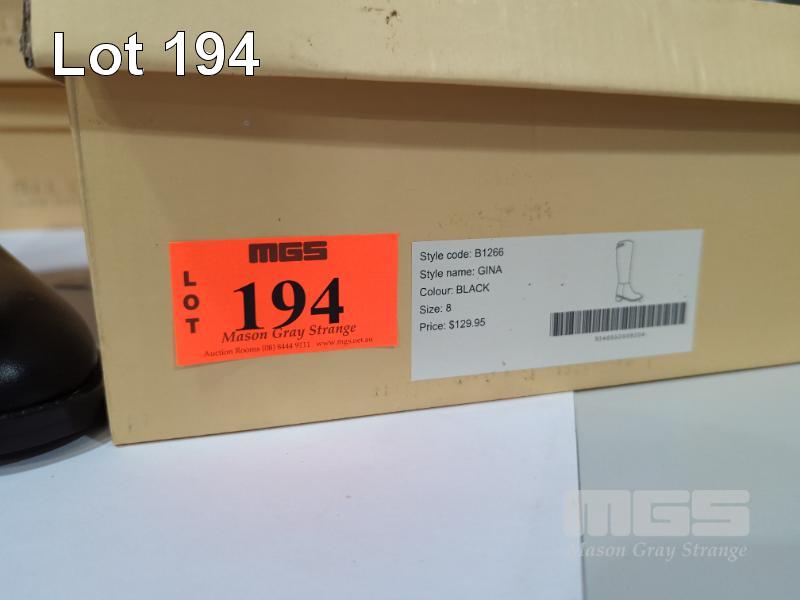 Lot 194
MGS
LOT
194
Mason Gray Strange
Auction Rooms (08) 8444 9111 www.mgs.net.au
Style code: B1266
Style name: GINA
Colour: BLACK
Size: 8
Price: $129.95
MGS
Mason Gray Strange